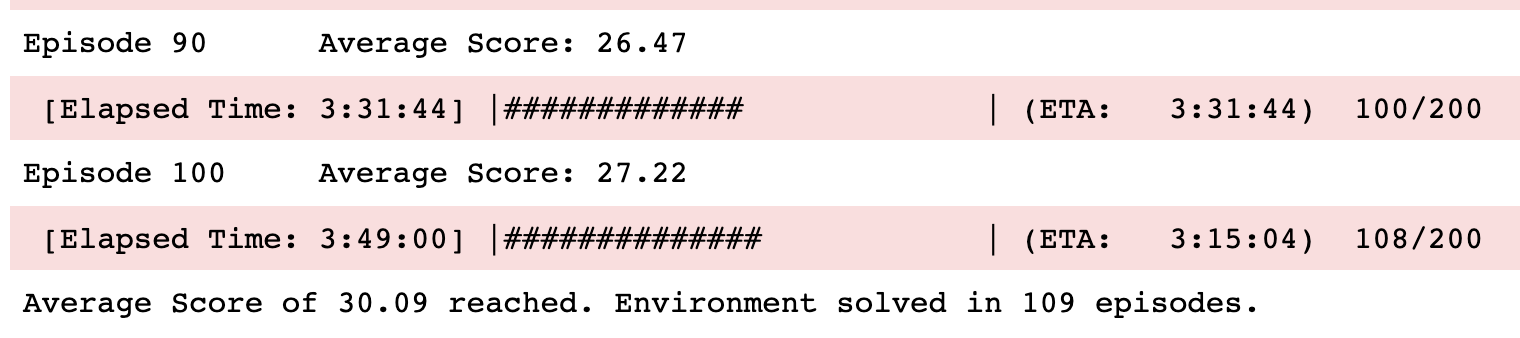 Episode 90      Average Score: 26.47
[Elapsed Time: 3:31:44] |#############             | (ETA:   3:31:44)  100/200
Episode 100     Average Score: 27.22
[Elapsed Time: 3:49:00] |##############            | (ETA:   3:15:04)  108/200
Average Score of 30.09 reached. Environment solved in 109 episodes.